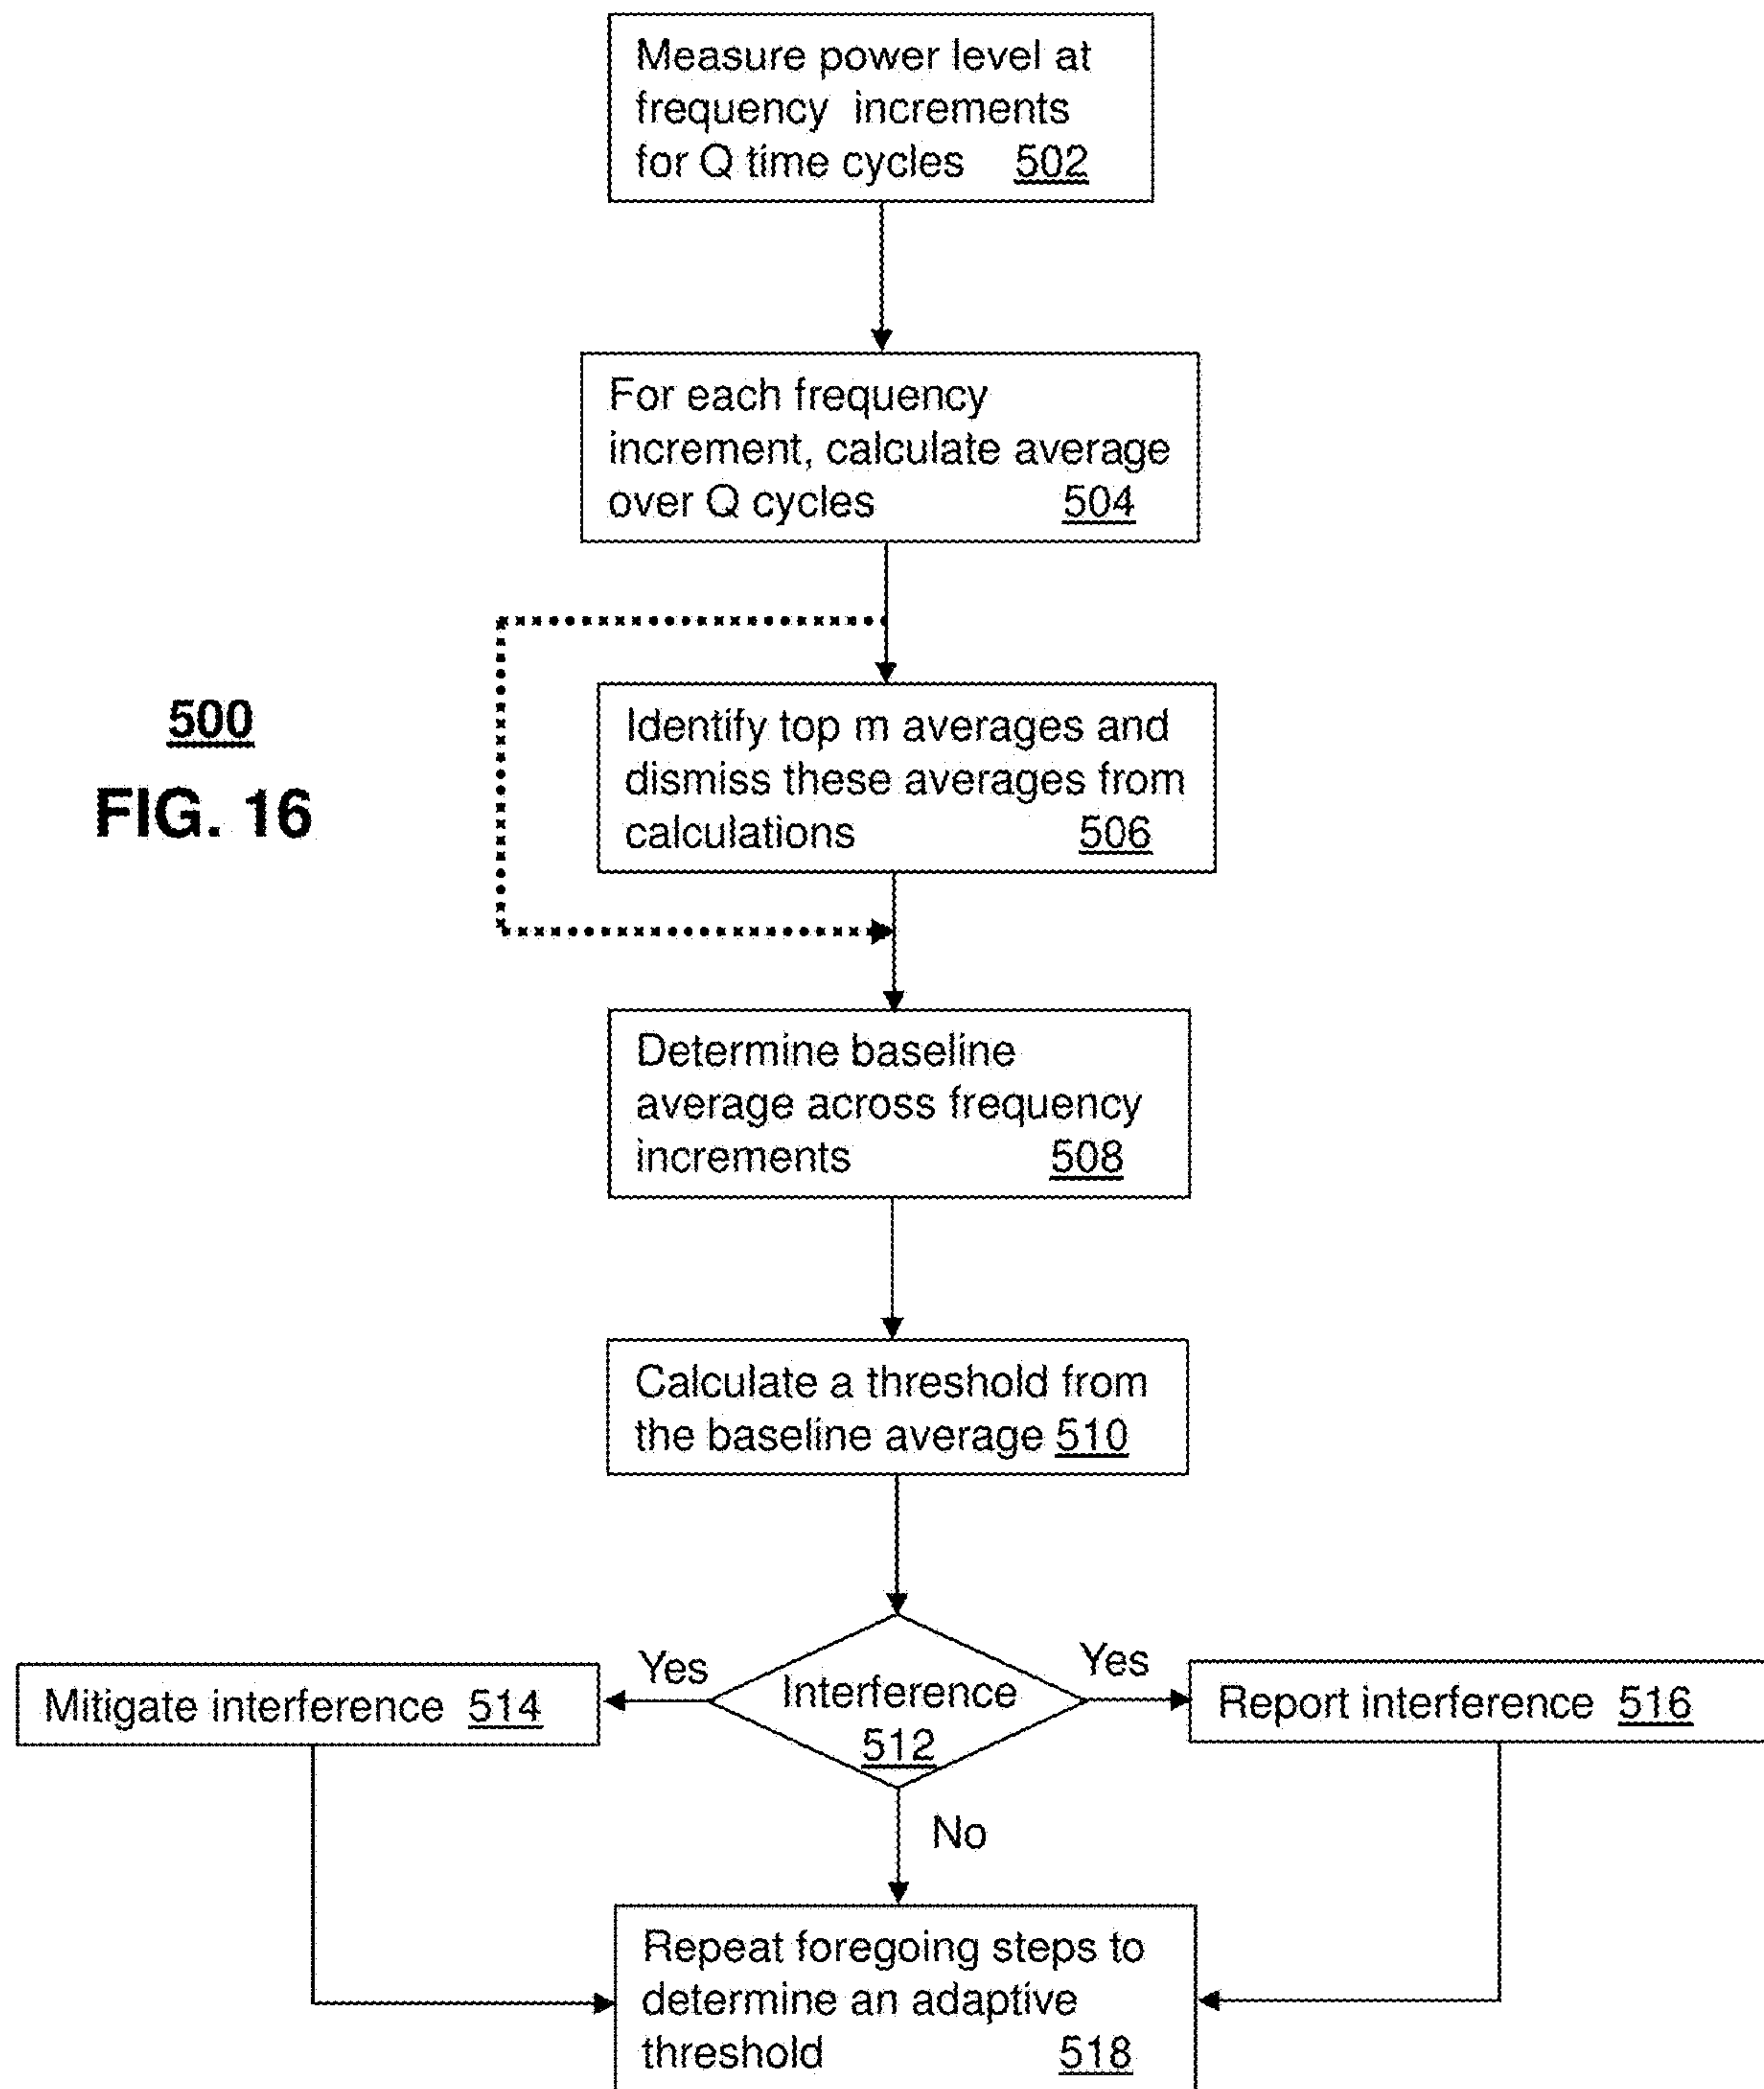 Measure power level at
frequency increments
for Q time cycles 502
For each frequency
increment, calculate average
over Q cycles 504
500
FIG. 16
Identify top m averages and
dismiss these averages from
calculations 506
Determine baseline
average across frequency
increments 508
Calculate a threshold from
the baseline average 510
Yes
Yes
Mitigate interference 514
Interference
512
Report interference 516
No
Repeat foregoing steps to
determine an adaptive
threshold 518